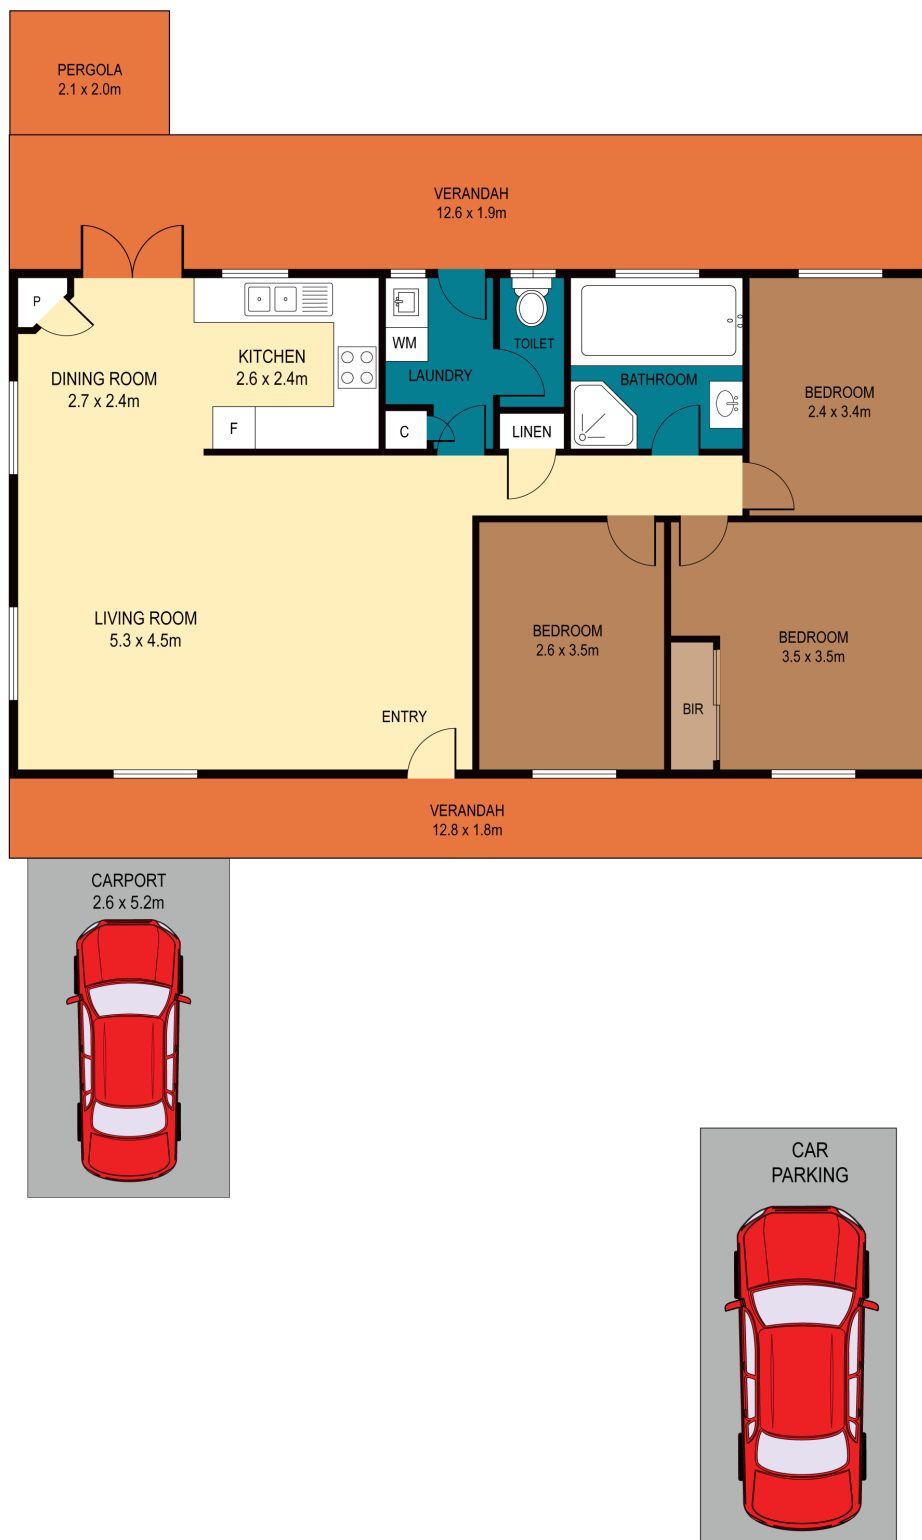 PERGOLA
2.1 x 2.0m
VERANDAH
12.6 x 1.9m
P
DINING ROOM
2.7 x 2.4m
KITCHEN
2.6 x 2.4m
F
WM
LAUNDRY
C
TOILET
LINEN
BATHROOM
BEDROOM
2.4 x 3.4m
LIVING ROOM
5.3 x 4.5m
ENTRY
BEDROOM
2.6 x 3.5m
BIR
BEDROOM
3.5 x 3.5m
VERANDAH
12.8 x 1.8m
CARPORT
2.6 x 5.2m
CAR
PARKING